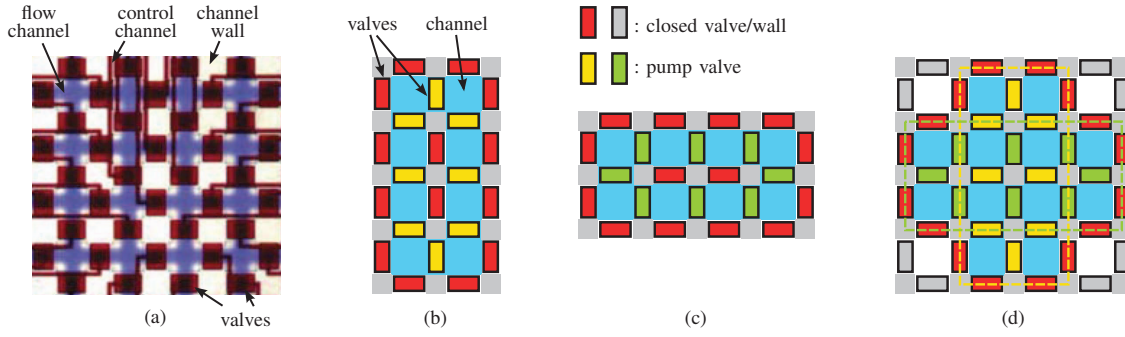 flow
channel
control
channel
channel
wall
valves
(a)
valves
channel
(b)
: closed valve/wall
: pump valve
(c)
(d)